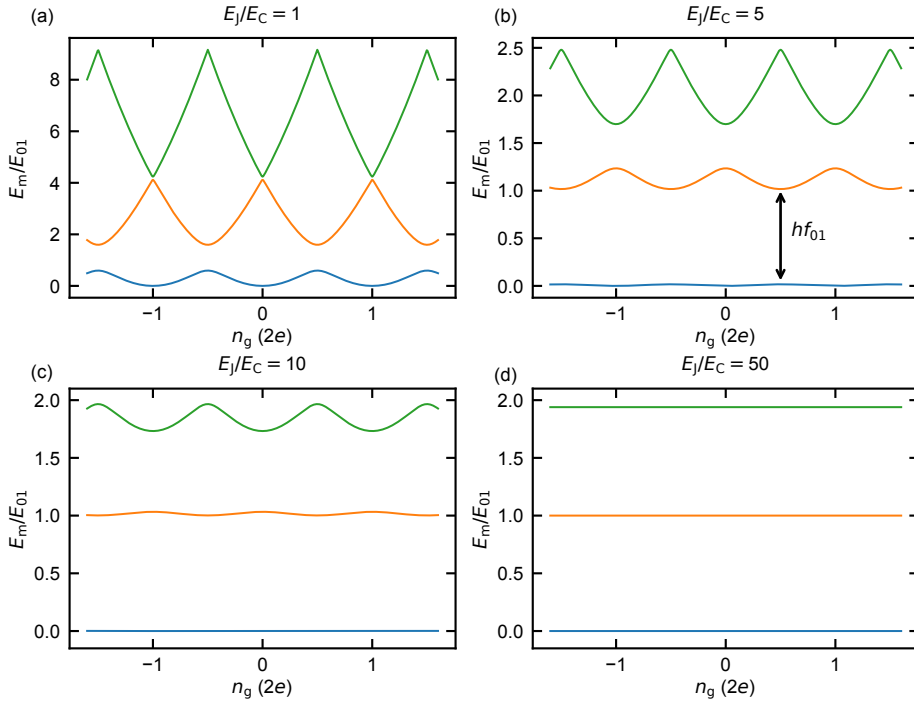 (a)
E_J/E_C = 1
E_m/E_01
8
6
4
2
0
−1
0
1
n_g (2e)
(b)
E_J/E_C = 5
E_m/E_01
2.5
2.0
1.5
1.0
0.5
0.0
hf_01
−1
0
1
n_g (2e)
(c)
E_J/E_C = 10
E_m/E_01
2.0
1.5
1.0
0.5
0.0
−1
0
1
n_g (2e)
(d)
E_J/E_C = 50
E_m/E_01
2.0
1.5
1.0
0.5
0.0
−1
0
1
n_g (2e)